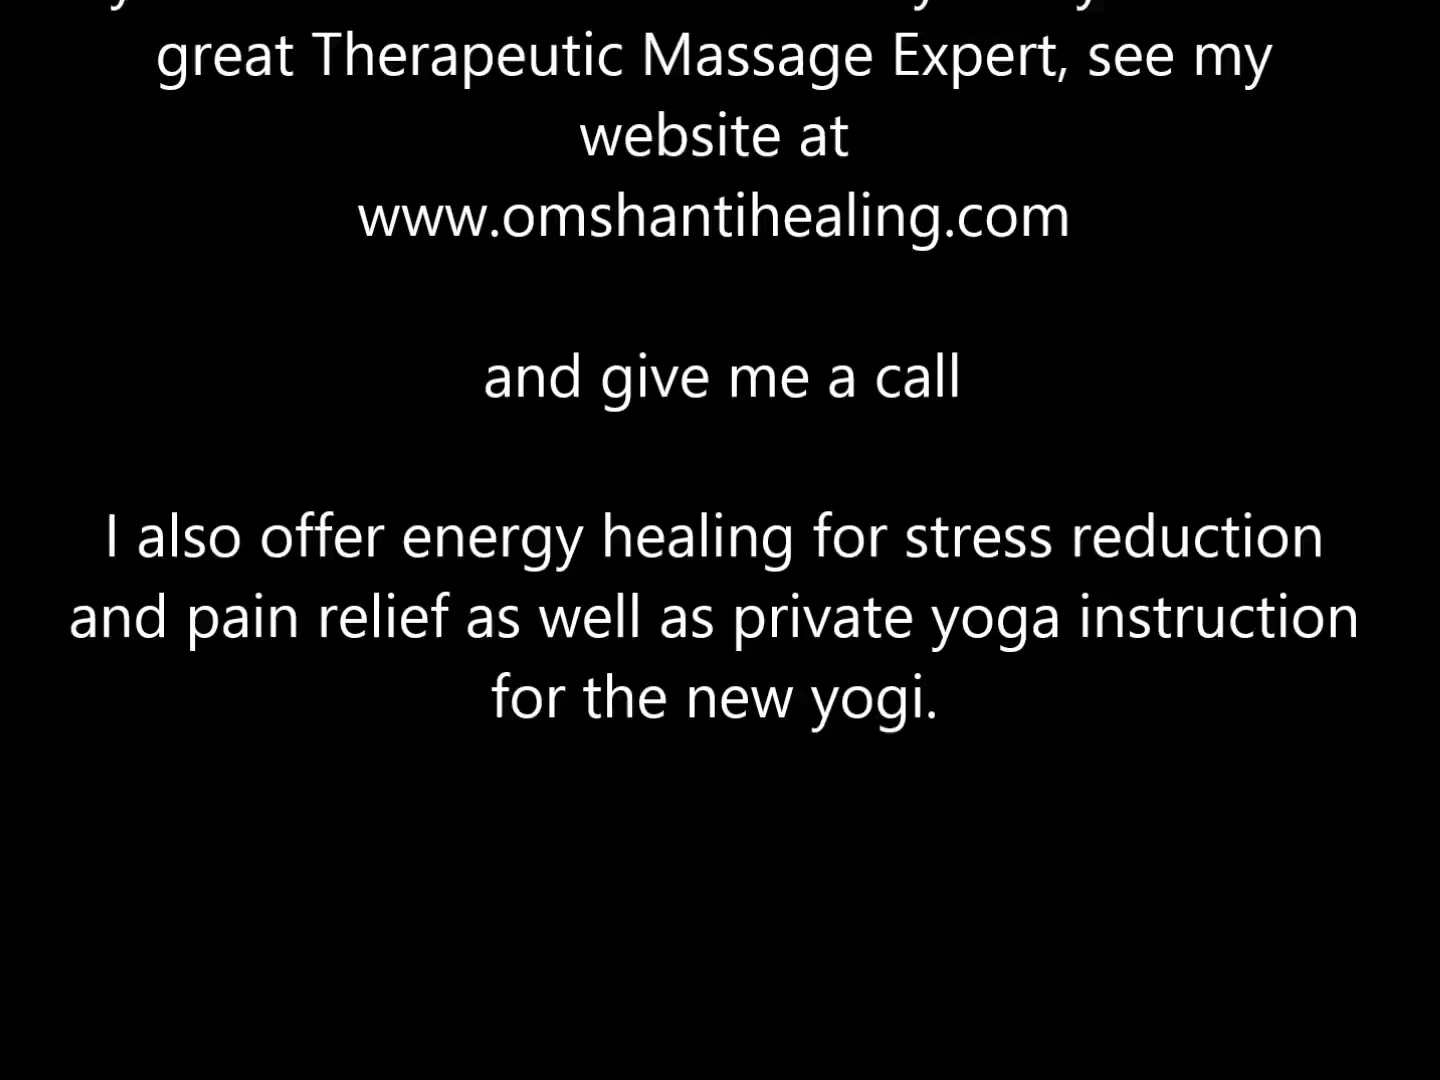 great Therapeutic Massage Expert, see my
website at
www.omshantihealing.com
and give me a call
I also offer energy healing for stress reduction
and pain relief as well as private yoga instruction
for the new yogi.